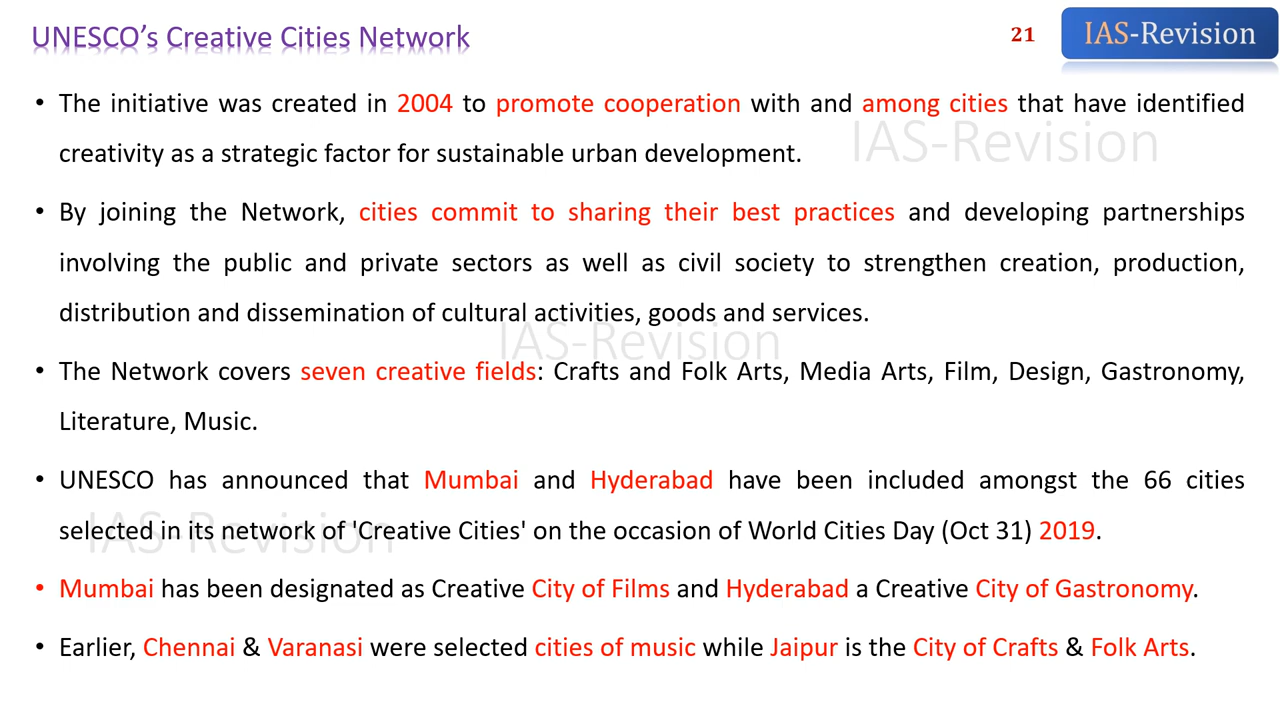 UNESCO’s Creative Cities Network
21
IAS-Revision
• The initiative was created in 2004 to promote cooperation with and among cities that have identified
creativity as a strategic factor for sustainable urban development.
IAS-Revision
• By joining the Network, cities commit to sharing their best practices and developing partnerships
involving the public and private sectors as well as civil society to strengthen creation, production,
distribution and dissemination of cultural activities, goods and services.
IAS-Revision
• The Network covers seven creative fields: Crafts and Folk Arts, Media Arts, Film, Design, Gastronomy,
Literature, Music.
• UNESCO has announced that Mumbai and Hyderabad have been included amongst the 66 cities
selected in its network of 'Creative Cities' on the occasion of World Cities Day (Oct 31) 2019.
IAS-Revision
• Mumbai has been designated as Creative City of Films and Hyderabad a Creative City of Gastronomy.
• Earlier, Chennai & Varanasi were selected cities of music while Jaipur is the City of Crafts & Folk Arts.